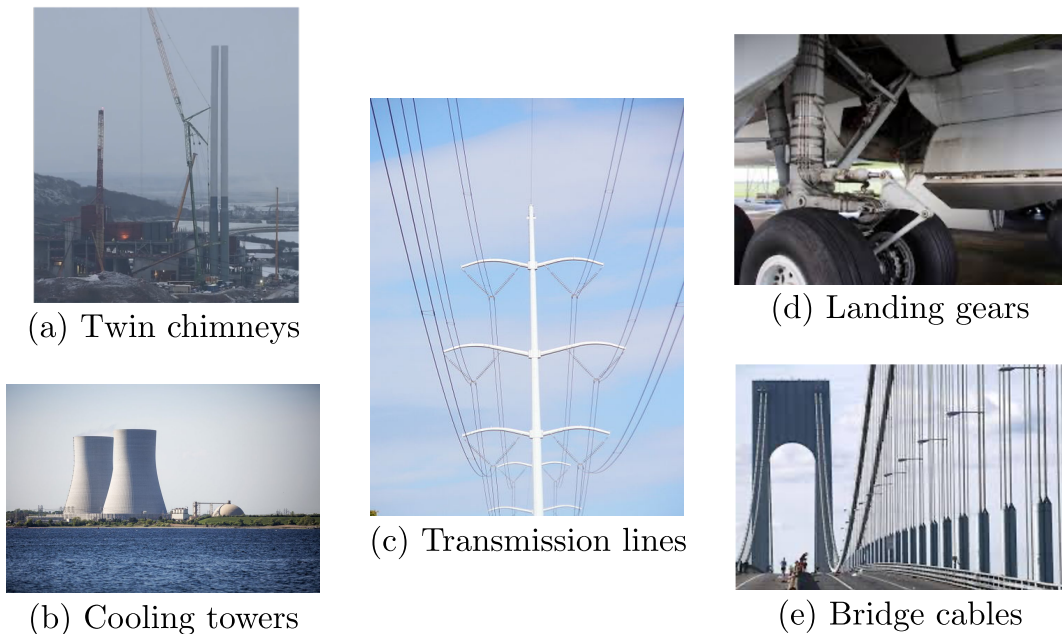 (a) Twin chimneys
(b) Cooling towers
(c) Transmission lines
(d) Landing gears
(e) Bridge cables